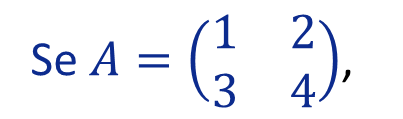 Se A = (1 2
3 4),